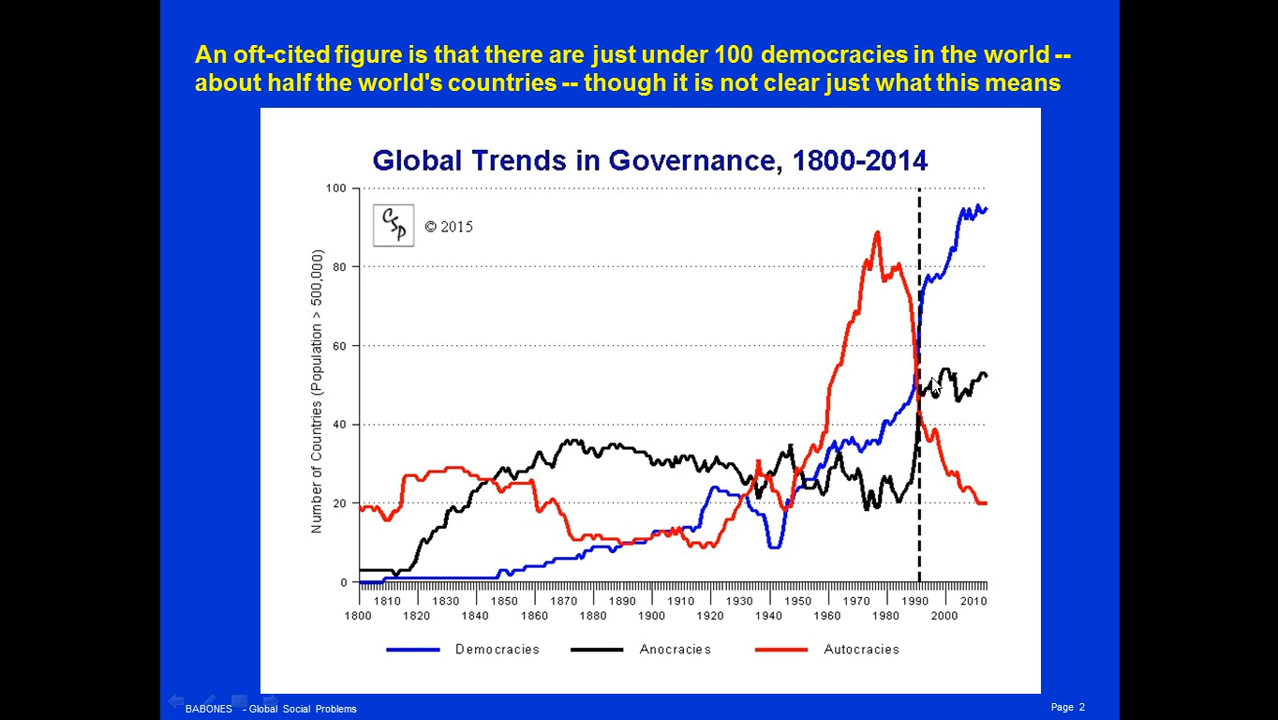 An oft-cited figure is that there are just under 100 democracies in the world --
about half the world's countries -- though it is not clear just what this means
Global Trends in Governance, 1800-2014
CSP © 2015
Number of Countries (Population > 500,000)
100
80
60
40
20
0
1810 1830 1850 1870 1890 1910 1930 1950 1970 1990 2010
1800 1820 1840 1860 1880 1900 1920 1940 1960 1980 2000
Democracies Anocracies Autocracies
BABONES - Global Social Problems Page 2